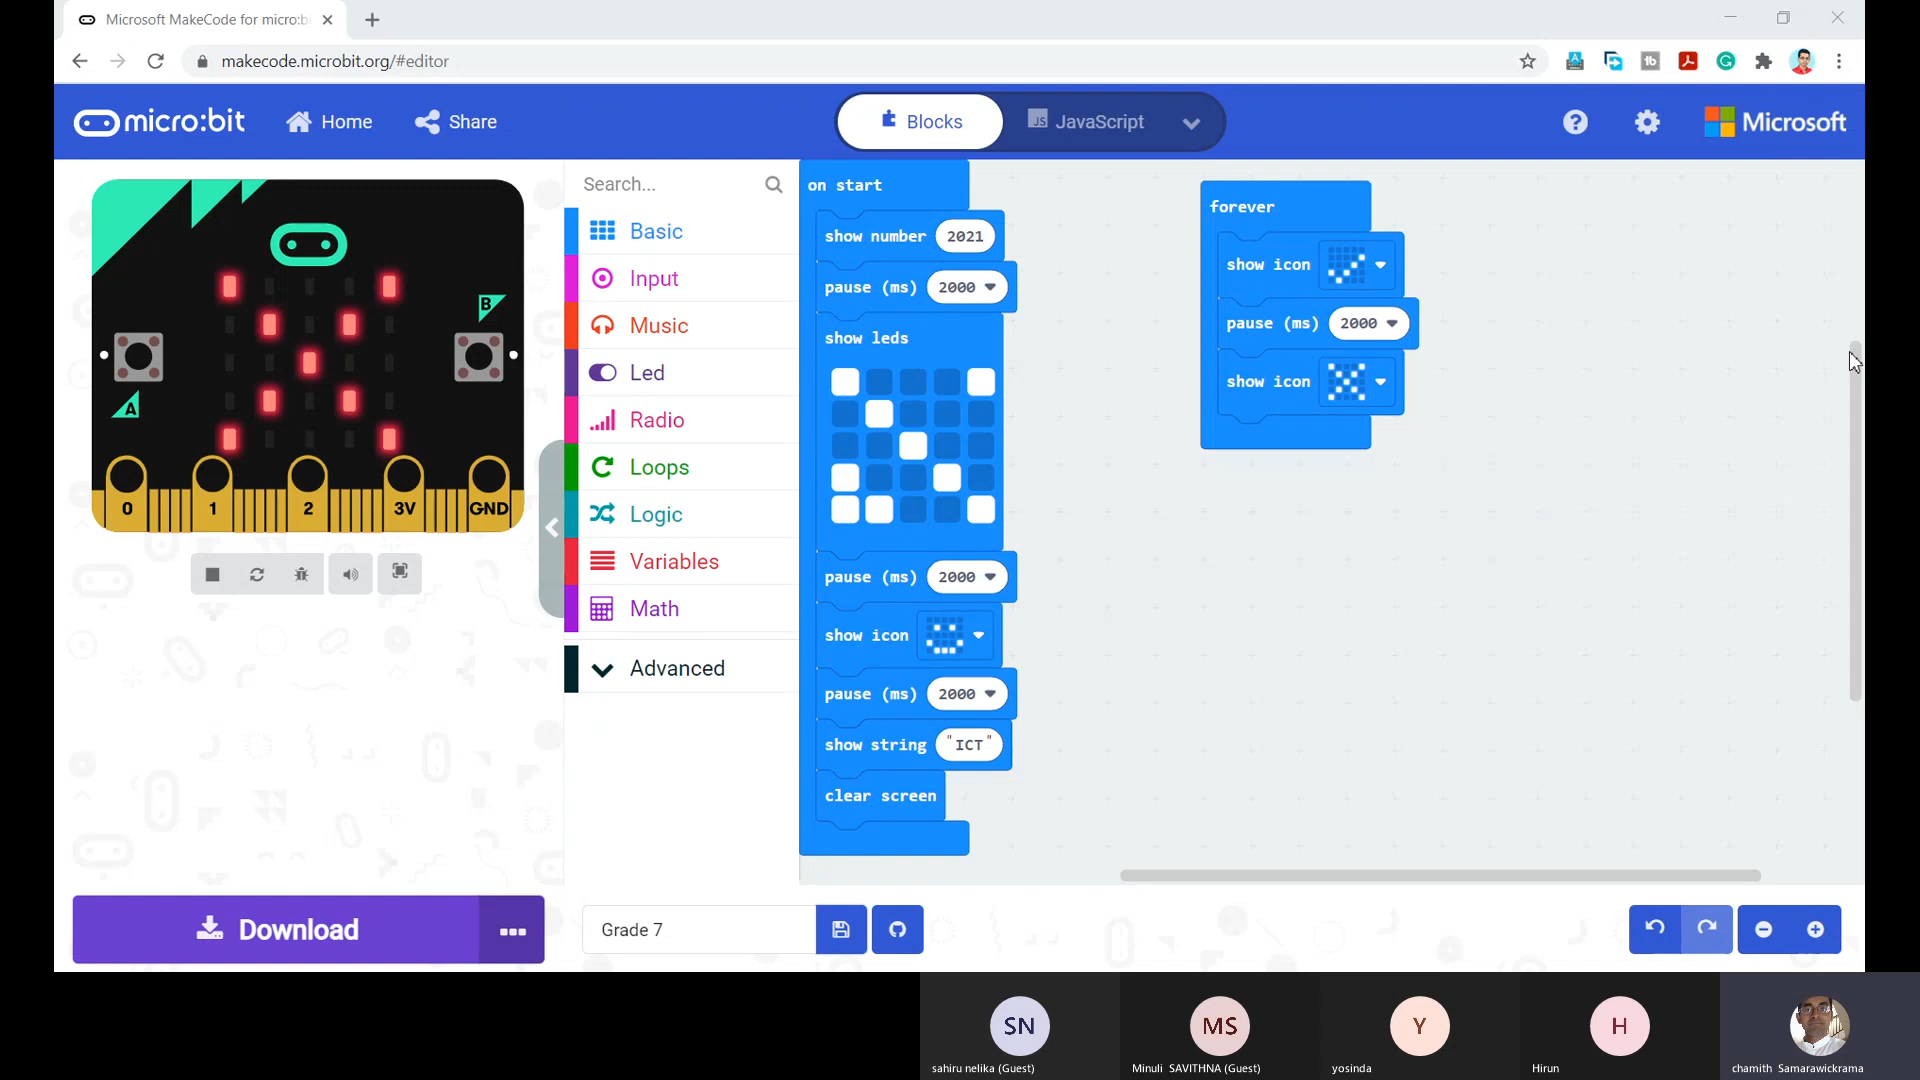 Microsoft MakeCode for micro:bi
makecode.microbit.org/#editor
micro:bit
Home
Share
Blocks
JS
JavaScript
Microsoft
Search...
Basic
Input
Music
Led
Radio
Loops
Logic
Variables
Math
Advanced
B
A
0
1
2
3V
GND
on start
show number 2021
pause (ms) 2000
show leds
pause (ms) 2000
show icon
pause (ms) 2000
show string "ICT"
clear screen
forever
show icon
pause (ms) 2000
show icon
Download
Grade 7
SN
sahiru nelika (Guest)
MS
Minuli SAVITHNA (Guest)
Y
yosinda
H
Hirun
chamith Samarawickrama